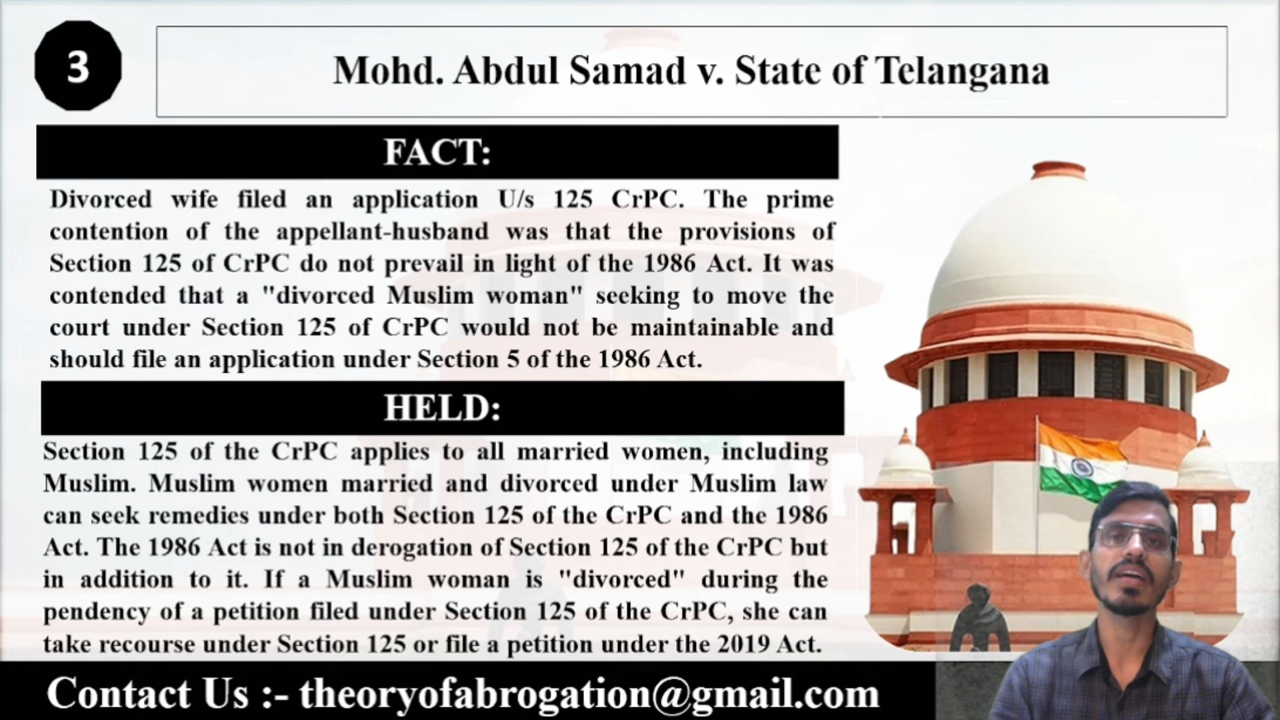 3
Mohd. Abdul Samad v. State of Telangana
FACT:
Divorced wife filed an application U/s 125 CrPC. The prime
contention of the appellant-husband was that the provisions of
Section 125 of CrPC do not prevail in light of the 1986 Act. It was
contended that a "divorced Muslim woman" seeking to move the
court under Section 125 of CrPC would not be maintainable and
should file an application under Section 5 of the 1986 Act.
HELD:
Section 125 of the CrPC applies to all married women, including
Muslim. Muslim women married and divorced under Muslim law
can seek remedies under both Section 125 of the CrPC and the 1986
Act. The 1986 Act is not in derogation of Section 125 of the CrPC but
in addition to it. If a Muslim woman is "divorced" during the
pendency of a petition filed under Section 125 of the CrPC, she can
take recourse under Section 125 or file a petition under the 2019 Act.
Contact Us :- theoryofabrogation@gmail.com